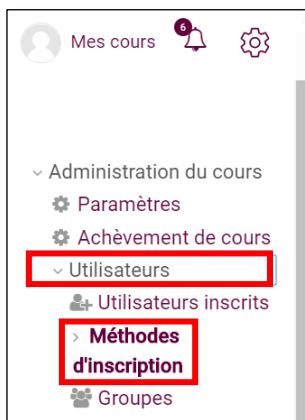 Mes cours 6
Administration du cours
Paramètres
Achèvement de cours
Utilisateurs
Utilisateurs inscrits
Méthodes
d'inscription
Groupes